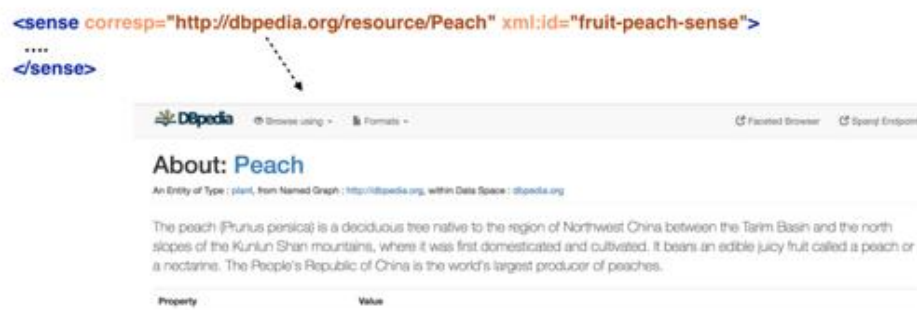 <sense corresp="http://dbpedia.org/resource/Peach" xml:id="fruit-peach-sense">
....
</sense>
DBpedia Browse using Formats Faceted Browser Sparql Endpoint
About: Peach
An Entity of Type : plant, from Named Graph : http://dbpedia.org, within Data Space : dbpedia.org
The peach (Prunus persica) is a deciduous tree native to the region of Northwest China between the Tarim Basin and the north
slopes of the Kunlun Shan mountains, where it was first domesticated and cultivated. It bears an edible juicy fruit called a peach or
a nectarine. The People's Republic of China is the world's largest producer of peaches.
Property Value